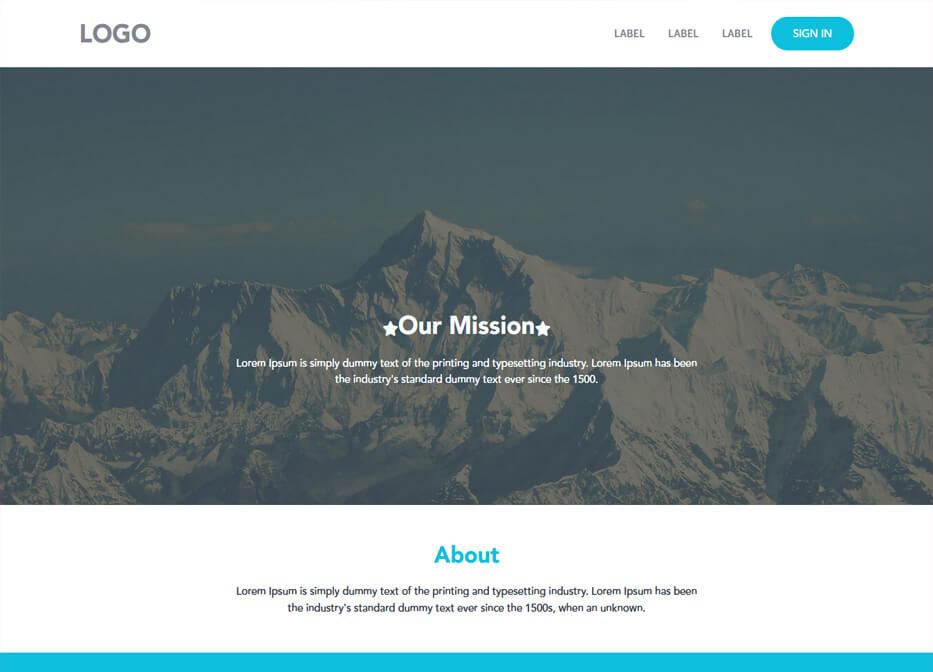 LOGO
LABEL LABEL LABEL SIGN IN
Our Mission
Lorem Ipsum is simply dummy text of the printing and typesetting industry. Lorem Ipsum has been
the industry's standard dummy text ever since the 1500.
About
Lorem Ipsum is simply dummy text of the printing and typesetting industry. Lorem Ipsum has been
the industry's standard dummy text ever since the 1500s, when an unknown.